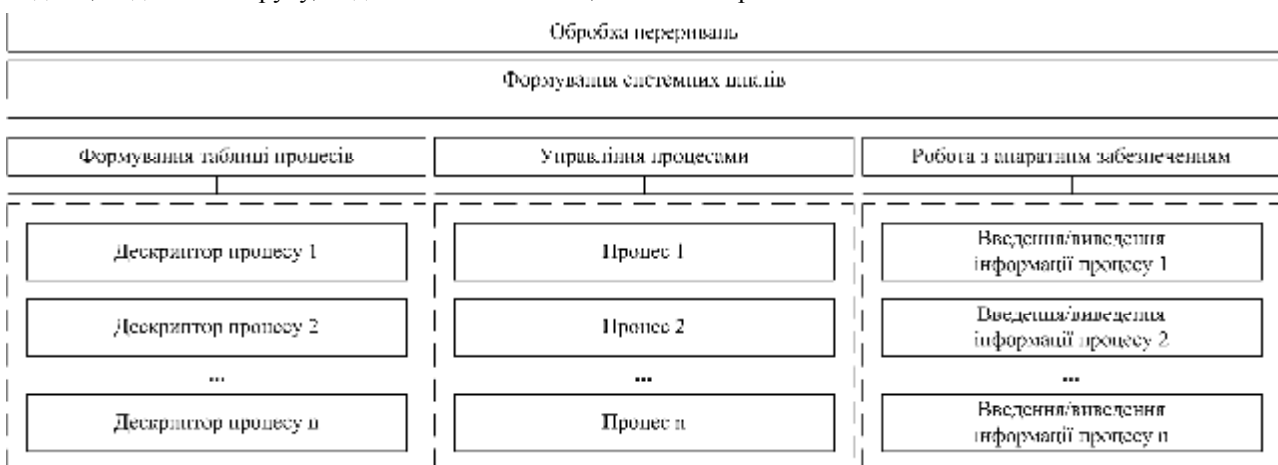 Обробка переривань
Формування системних циклів
Формування таблиці процесів
Управління процесами
Робота з апаратним забезпеченням
Дескриптор процесу 1
Процес 1
Введення/виведення
інформації процесу 1
Дескриптор процесу 2
Процес 2
Введення/виведення
інформації процесу 2
...
...
...
Дескриптор процесу n
Процес n
Введення/виведення
інформації процесу n